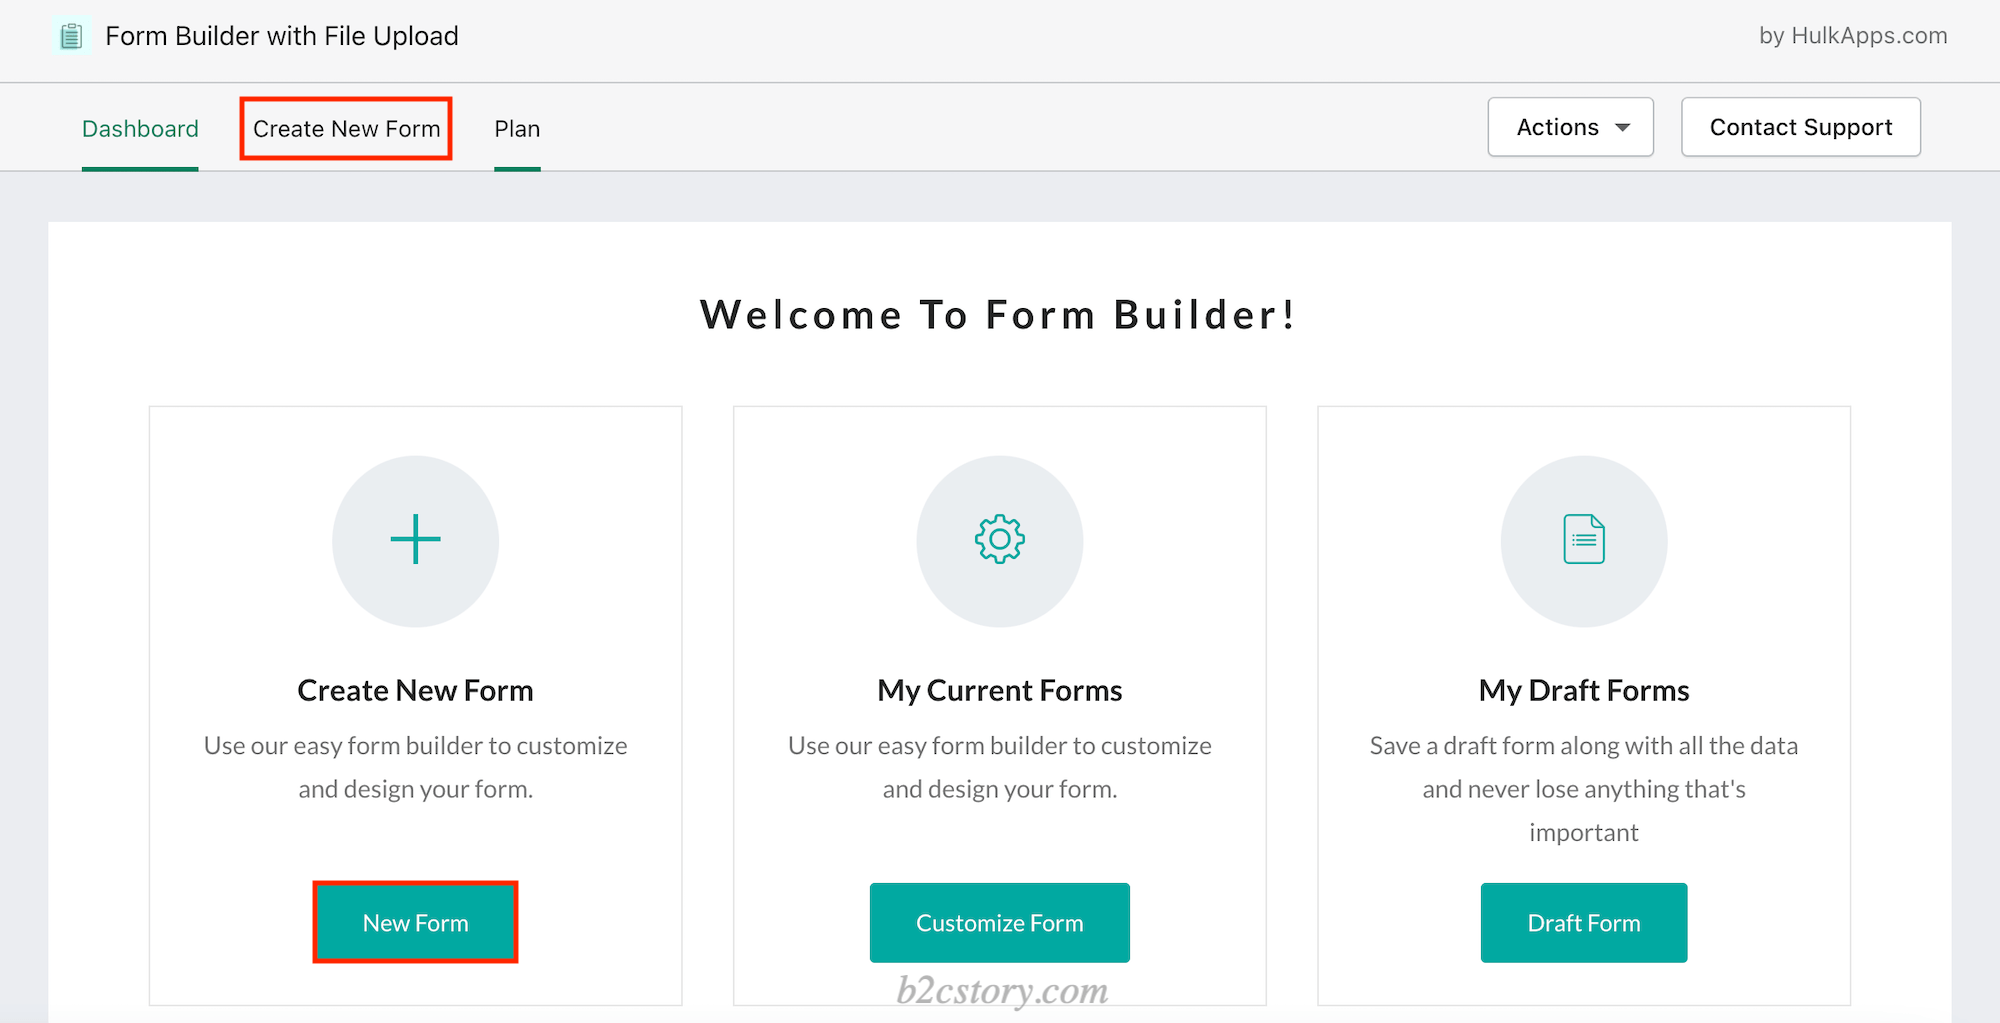 Form Builder with File Upload
by HulkApps.com
Dashboard
Create New Form
Plan
Actions
Contact Support
Welcome To Form Builder!
Create New Form
Use our easy form builder to customize
and design your form.
New Form
My Current Forms
Use our easy form builder to customize
and design your form.
Customize Form
My Draft Forms
Save a draft form along with all the data
and never lose anything that's
important
Draft Form
b2cstory.com